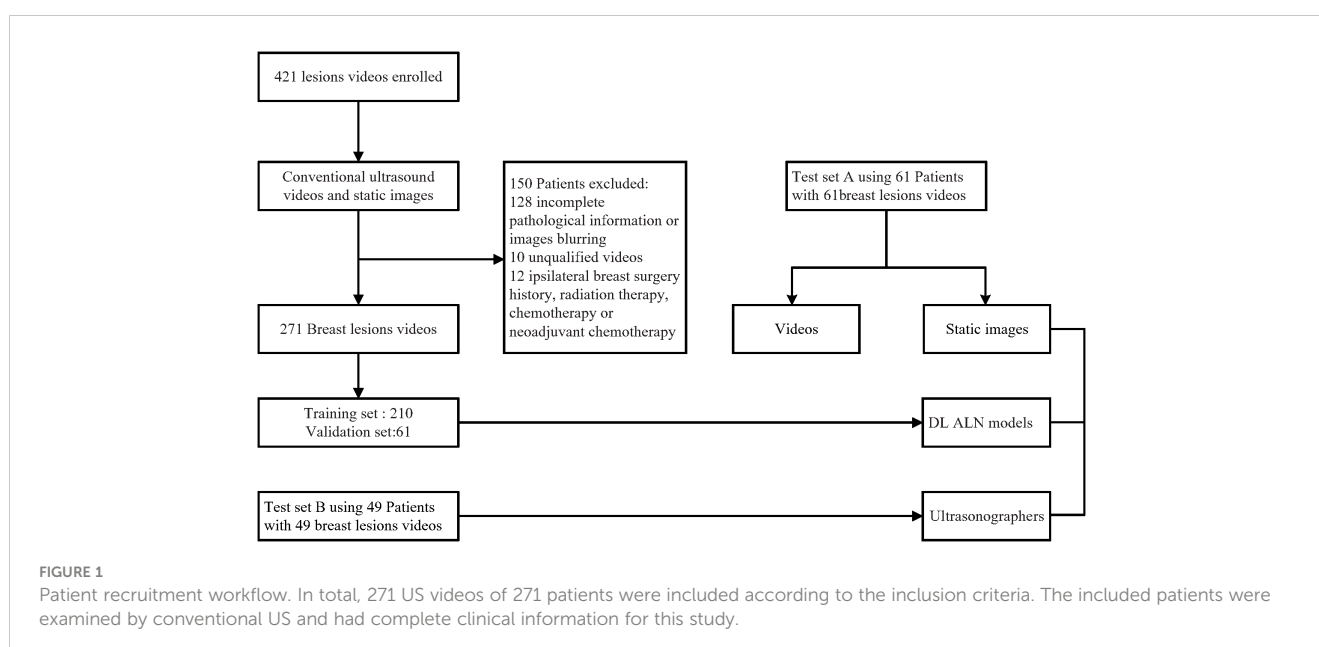 421 lesions videos enrolled
Conventional ultrasound
videos and static images
150 Patients excluded:
128 incomplete
pathological information or
images blurring
10 unqualified videos
12 ipsilateral breast surgery
history, radiation therapy,
chemotherapy or
neoadjuvant chemotherapy
Test set A using 61 Patients
with 61breast lesions videos
271 Breast lesions videos
Videos
Static images
Training set : 210
Validation set:61
DL ALN models
Test set B using 49 Patients
with 49 breast lesions videos
Ultrasonographers
FIGURE 1
Patient recruitment workflow. In total, 271 US videos of 271 patients were included according to the inclusion criteria. The included patients were
examined by conventional US and had complete clinical information for this study.